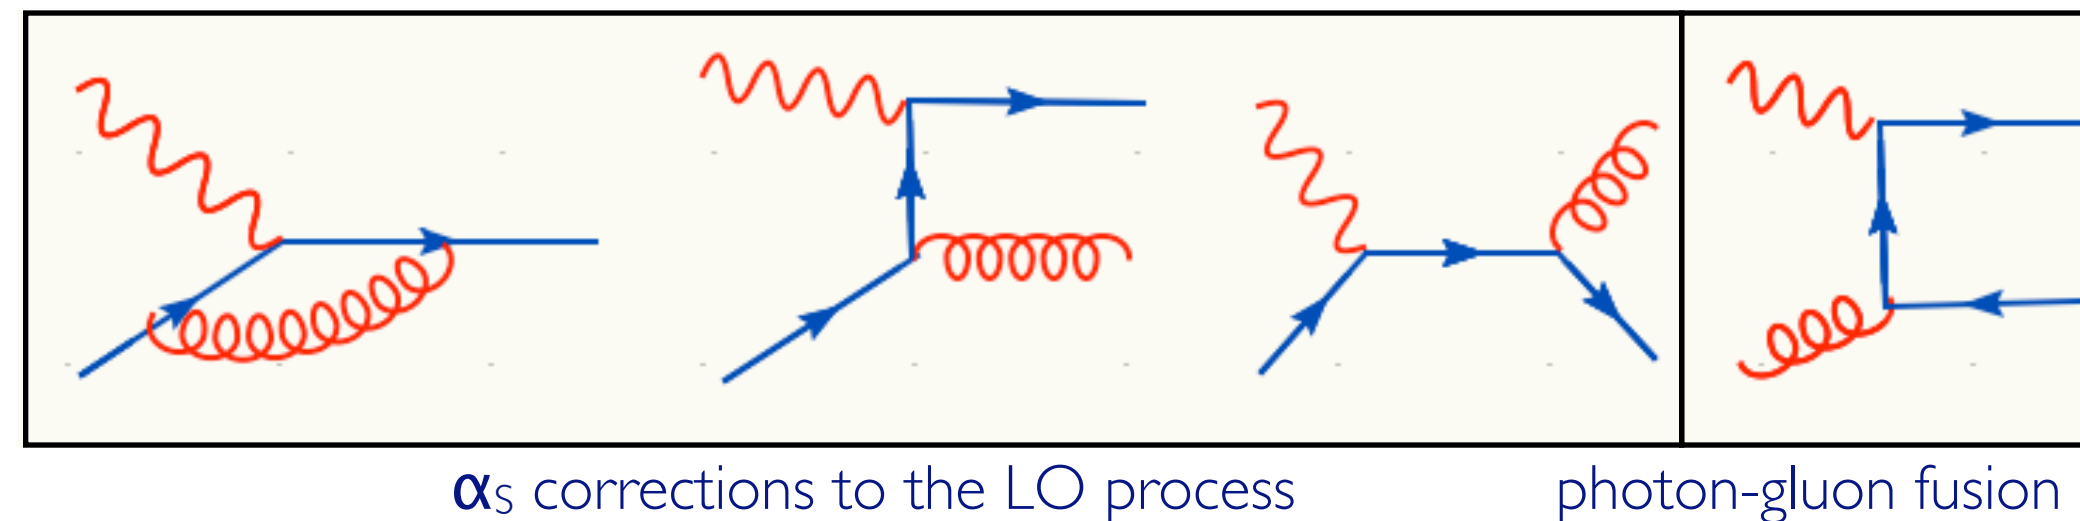 αS corrections to the LO process
photon-gluon fusion